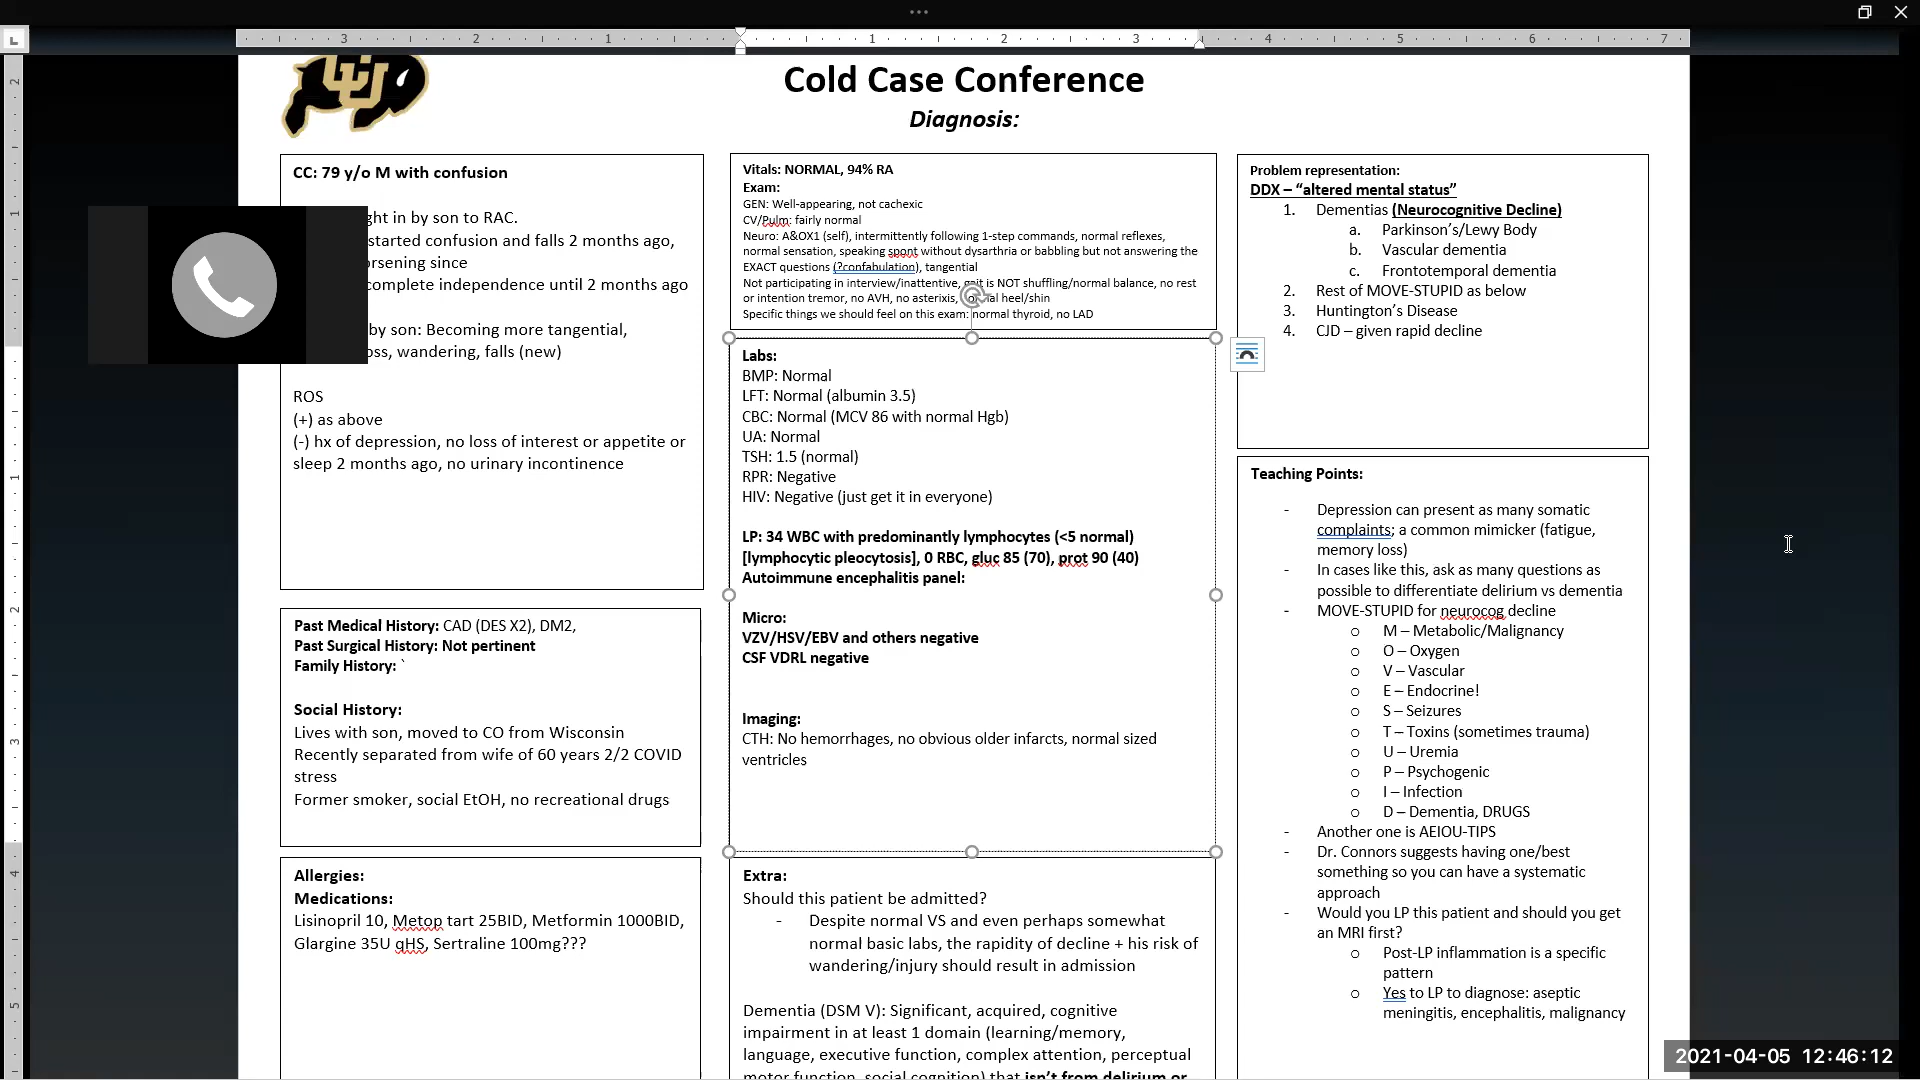 Cold Case Conference
Diagnosis:
CC: 79 y/o M with confusion
ght in by son to RAC.
started confusion and falls 2 months ago,
orsening since
complete independence until 2 months ago
by son: Becoming more tangential,
oss, wandering, falls (new)
ROS
(+) as above
(-) hx of depression, no loss of interest or appetite or
sleep 2 months ago, no urinary incontinence
Past Medical History: CAD (DES X2), DM2,
Past Surgical History: Not pertinent
Family History: `
Social History:
Lives with son, moved to CO from Wisconsin
Recently separated from wife of 60 years 2/2 COVID
stress
Former smoker, social EtOH, no recreational drugs
Allergies:
Medications:
Lisinopril 10, Metop tart 25BID, Metformin 1000BID,
Glargine 35U qHS, Sertraline 100mg???
Vitals: NORMAL, 94% RA
Exam:
GEN: Well-appearing, not cachexic
CV/Pulm: fairly normal
Neuro: A&OX1 (self), intermittently following 1-step commands, normal reflexes,
normal sensation, speaking spont without dysarthria or babbling but not answering the
EXACT questions (?confabulation), tangential
Not participating in interview/inattentive, gait is NOT shuffling/normal balance, no rest
or intention tremor, no AVH, no asterixis, normal heel/shin
Specific things we should feel on this exam: normal thyroid, no LAD
Labs:
BMP: Normal
LFT: Normal (albumin 3.5)
CBC: Normal (MCV 86 with normal Hgb)
UA: Normal
TSH: 1.5 (normal)
RPR: Negative
HIV: Negative (just get it in everyone)
LP: 34 WBC with predominantly lymphocytes (<5 normal)
[lymphocytic pleocytosis], 0 RBC, gluc 85 (70), prot 90 (40)
Autoimmune encephalitis panel:
Micro:
VZV/HSV/EBV and others negative
CSF VDRL negative
Imaging:
CTH: No hemorrhages, no obvious older infarcts, normal sized
ventricles
Extra:
Should this patient be admitted?
- Despite normal VS and even perhaps somewhat
normal basic labs, the rapidity of decline + his risk of
wandering/injury should result in admission
Dementia (DSM V): Significant, acquired, cognitive
impairment in at least 1 domain (learning/memory,
language, executive function, complex attention, perceptual
motor function, social cognition) that isn't from delirium or
Problem representation:
DDX – “altered mental status”
1. Dementias (Neurocognitive Decline)
a. Parkinson's/Lewy Body
b. Vascular dementia
c. Frontotemporal dementia
2. Rest of MOVE-STUPID as below
3. Huntington's Disease
4. CJD – given rapid decline
Teaching Points:
- Depression can present as many somatic
complaints; a common mimicker (fatigue,
memory loss)
- In cases like this, ask as many questions as
possible to differentiate delirium vs dementia
- MOVE-STUPID for neurocog decline
o M – Metabolic/Malignancy
o O – Oxygen
o V – Vascular
o E – Endocrine!
o S – Seizures
o T – Toxins (sometimes trauma)
o U – Uremia
o P – Psychogenic
o I – Infection
o D – Dementia, DRUGS
- Another one is AEIOU-TIPS
- Dr. Connors suggests having one/best
something so you can have a systematic
approach
- Would you LP this patient and should you get
an MRI first?
o Post-LP inflammation is a specific
pattern
o Yes to LP to diagnose: aseptic
meningitis, encephalitis, malignancy
2021-04-05 12:46:12